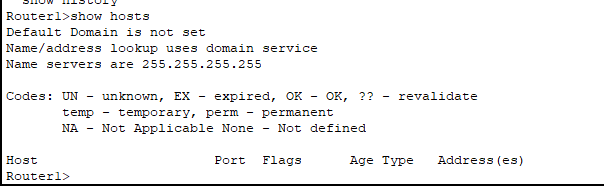 show history
Router1>show hosts
Default Domain is not set
Name/address lookup uses domain service
Name servers are 255.255.255.255

Codes: UN - unknown, EX - expired, OK - OK, ?? - revalidate
       temp - temporary, perm - permanent
       NA - Not Applicable None - Not defined

Host                      Port  Flags      Age Type   Address(es)
Router1>